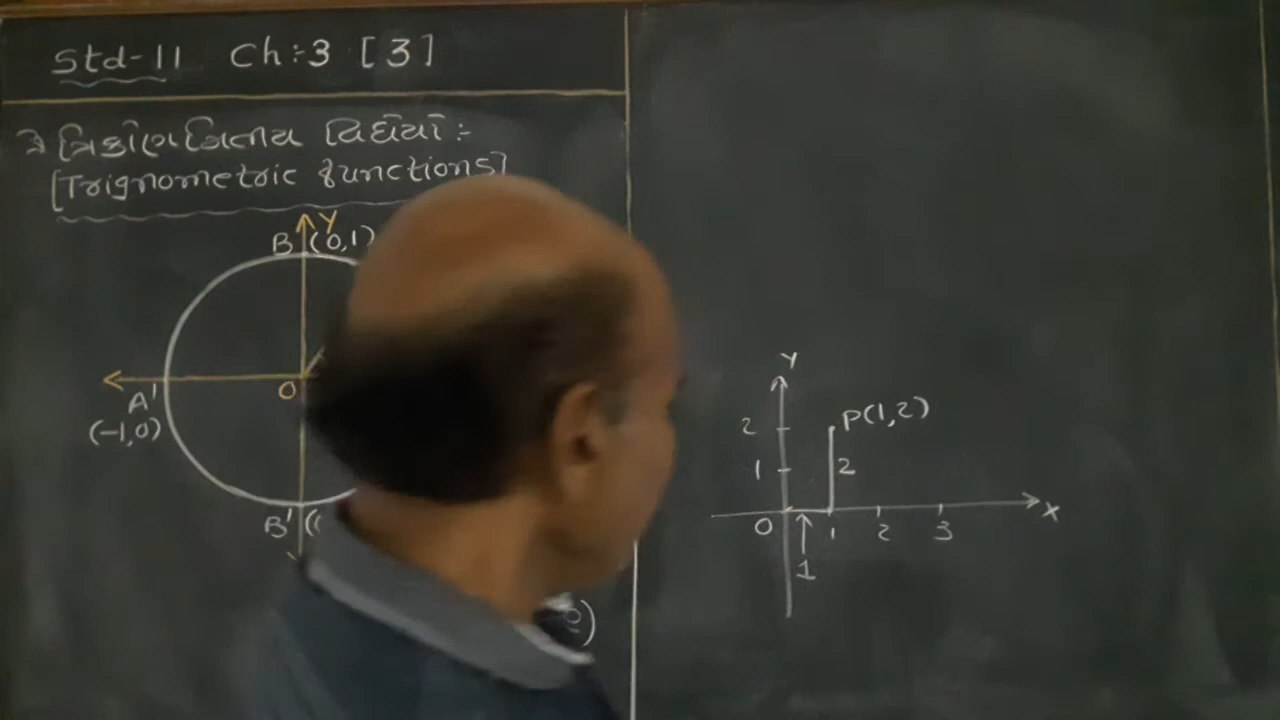 Std-11 Ch:-3 [3]
→ ત્રિકોણમિતીય વિધેયો :-
[Trignometric functions]
Y
B (0,1)
O
A'
(-1,0)
B' (
Y
2 P(1,2)
1 2
O 1 2 3 X
1